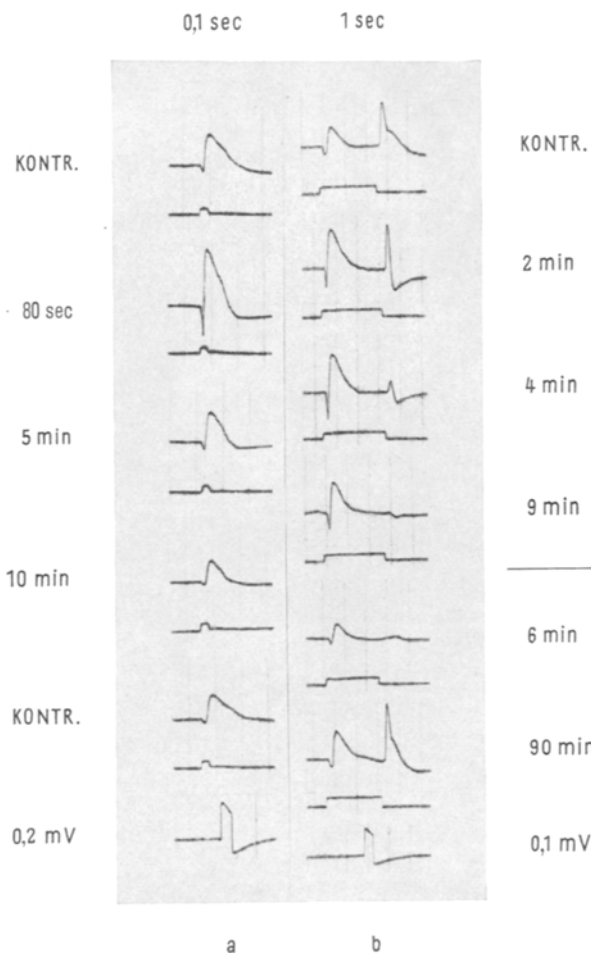 0,1 sec
1 sec
KONTR.
80 sec
5 min
10 min
KONTR.
0,2 mV
KONTR.
2 min
4 min
9 min
6 min
90 min
0,1 mV
a
b